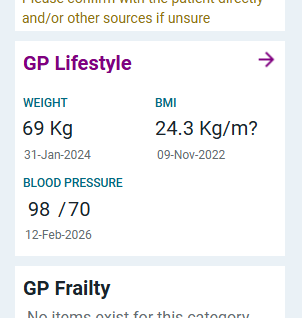 Please confirm with the patient directly
and/or other sources if unsure
GP Lifestyle
WEIGHT
BMI
69 Kg
24.3 Kg/m?
31-Jan-2024
09-Nov-2022
BLOOD PRESSURE
98 /70
12-Feb-2026
GP Frailty
No items exist for this category